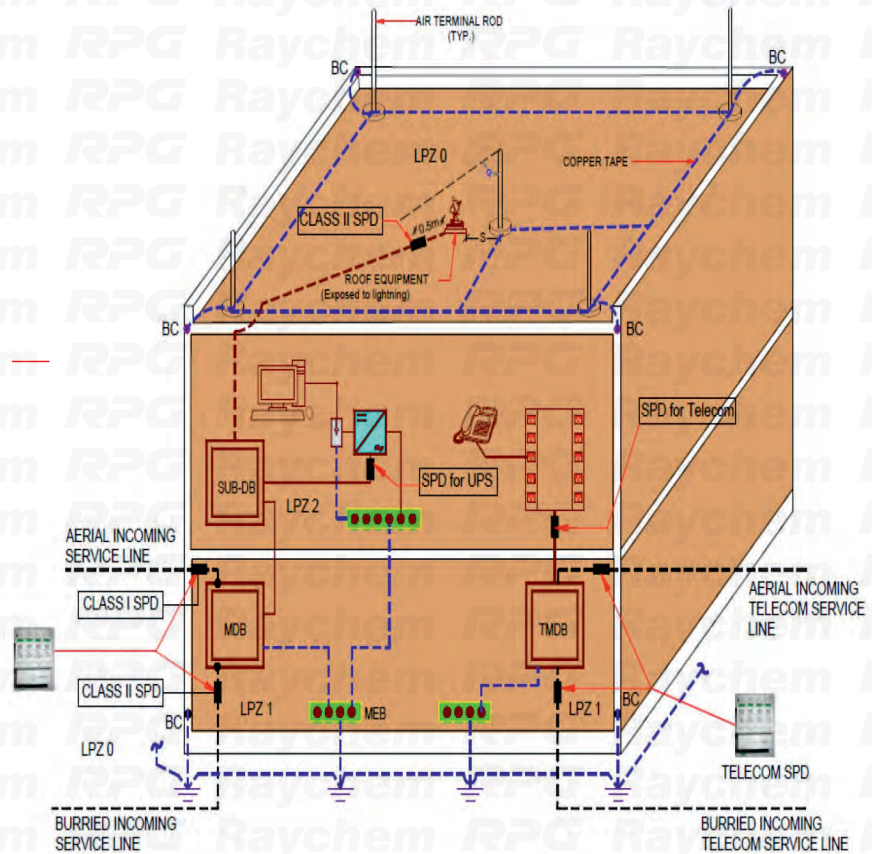 AIR TERMINAL ROD
(TYP.)
BC
BC
LPZ 0
COPPER TAPE
CLASS II SPD
0.5m
S
ROOF EQUIPMENT
(Exposed to lightning)
BC
BC
SPD for Telecom
SUB-DB
LPZ 2
SPD for UPS
AERIAL INCOMING
SERVICE LINE
CLASS I SPD
MDB
TMDB
AERIAL INCOMING
TELECOM SERVICE
LINE
CLASS II SPD
LPZ 1
MEB
LPZ 1
BC
BC
LPZ 0
TELECOM SPD
BURRIED INCOMING
SERVICE LINE
BURRIED INCOMING
TELECOM SERVICE LINE
RPG Raychem